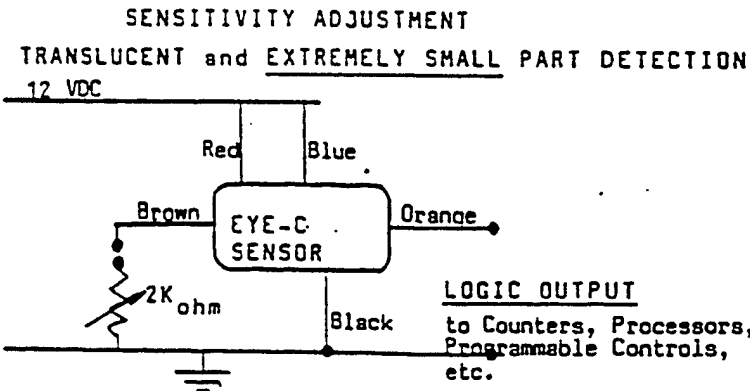 SENSITIVITY ADJUSTMENT
TRANSLUCENT and EXTREMELY SMALL PART DETECTION
12 VDC
Red
Blue
Brown
EYE-C
SENSOR
Orange
2K ohm
Black
LOGIC OUTPUT
to Counters, Processors,
Programmable Controls,
etc.